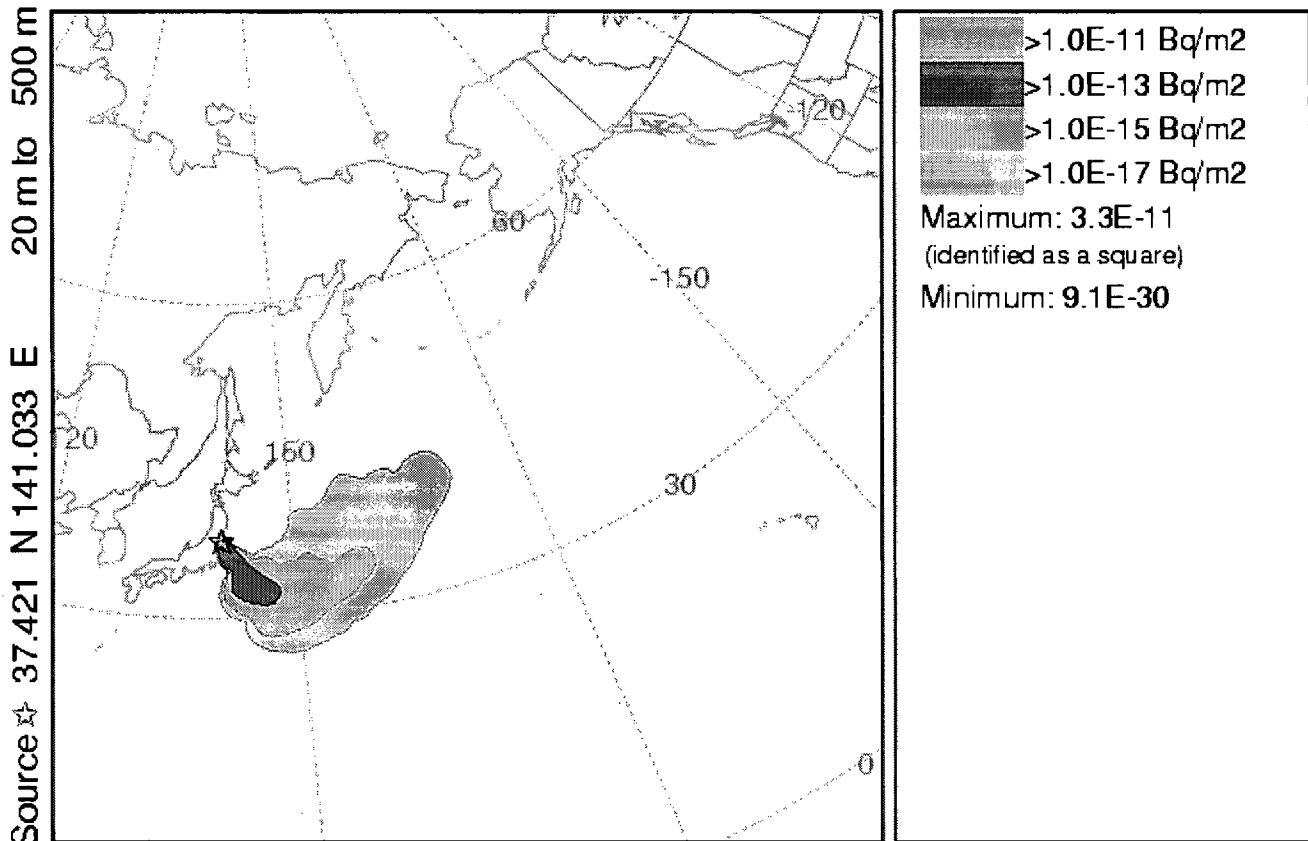 Source ☆ 37.421 N 141.033 E 20 m to 500 m
-120
60
-150
120
160
30
0
>1.0E-11 Bq/m2
>1.0E-13 Bq/m2
>1.0E-15 Bq/m2
>1.0E-17 Bq/m2
Maximum: 3.3E-11
(identified as a square)
Minimum: 9.1E-30